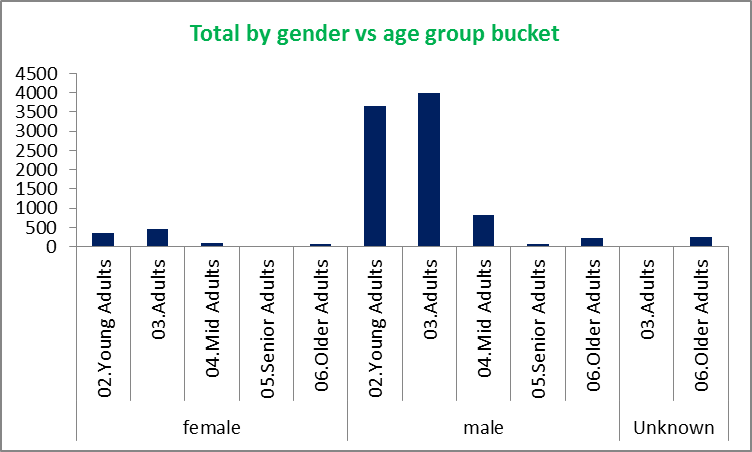 Total by gender vs age group bucket
4500
4000
3500
3000
2500
2000
1500
1000
500
0
02.Young Adults
03.Adults
04.Mid Adults
05.Senior Adults
06.Older Adults
02.Young Adults
03.Adults
04.Mid Adults
05.Senior Adults
06.Older Adults
03.Adults
06.Older Adults
female
male
Unknown